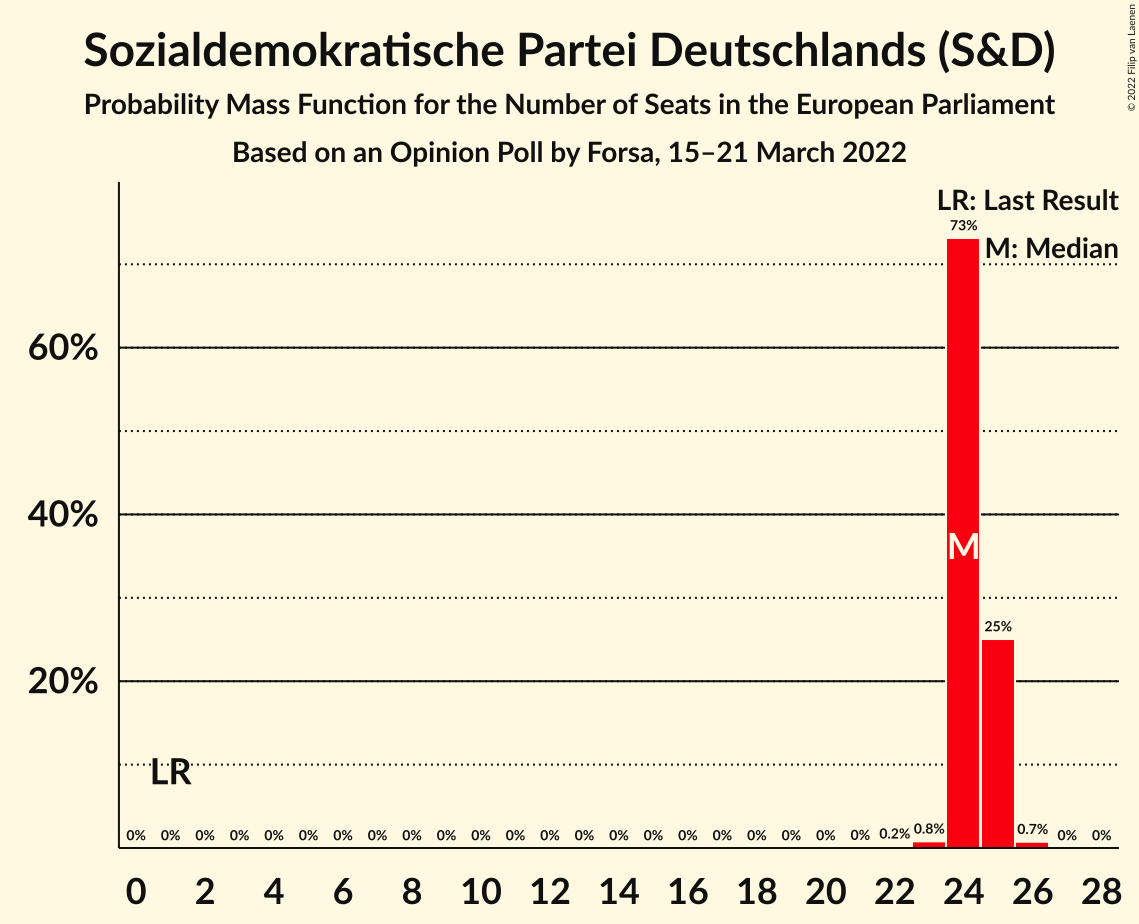 Sozialdemokratische Partei Deutschlands (S&D)
Probability Mass Function for the Number of Seats in the European Parliament
Based on an Opinion Poll by Forsa, 15–21 March 2022
© 2022 Filip van Laenen
LR: Last Result
M: Median
73%
60%
40%
M
25%
20%
LR
0% 0% 0% 0% 0% 0% 0% 0% 0% 0% 0% 0% 0% 0% 0% 0% 0% 0% 0% 0% 0% 0% 0.2% 0.8% 0.7% 0% 0%
0 2 4 6 8 10 12 14 16 18 20 22 24 26 28